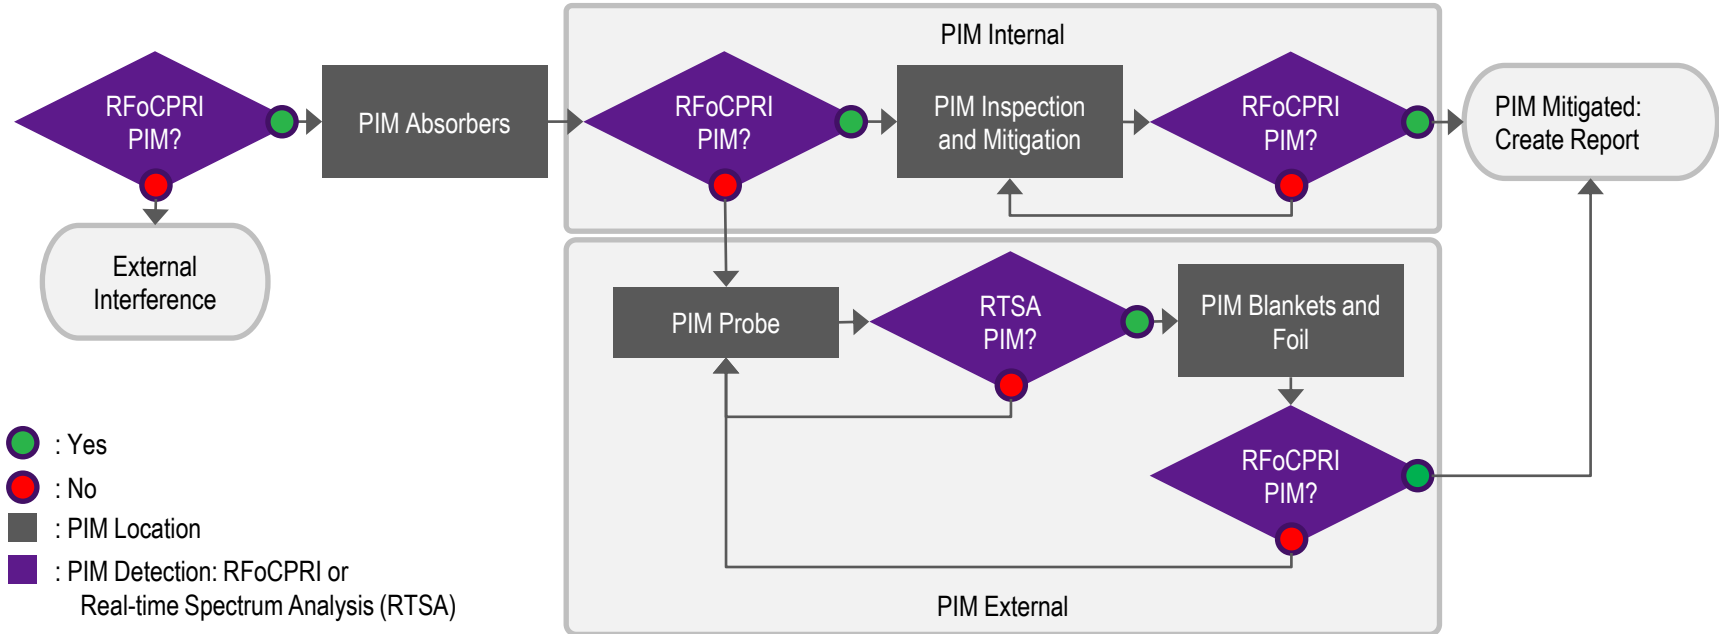 PIM Internal
RFoCPRI
PIM?
PIM Absorbers
RFoCPRI
PIM?
PIM Inspection
and Mitigation
RFoCPRI
PIM?
PIM Mitigated:
Create Report
External
Interference
PIM Probe
RTSA
PIM?
PIM Blankets and
Foil
RFoCPRI
PIM?
PIM External
: Yes
: No
: PIM Location
: PIM Detection: RFoCPRI or
Real-time Spectrum Analysis (RTSA)